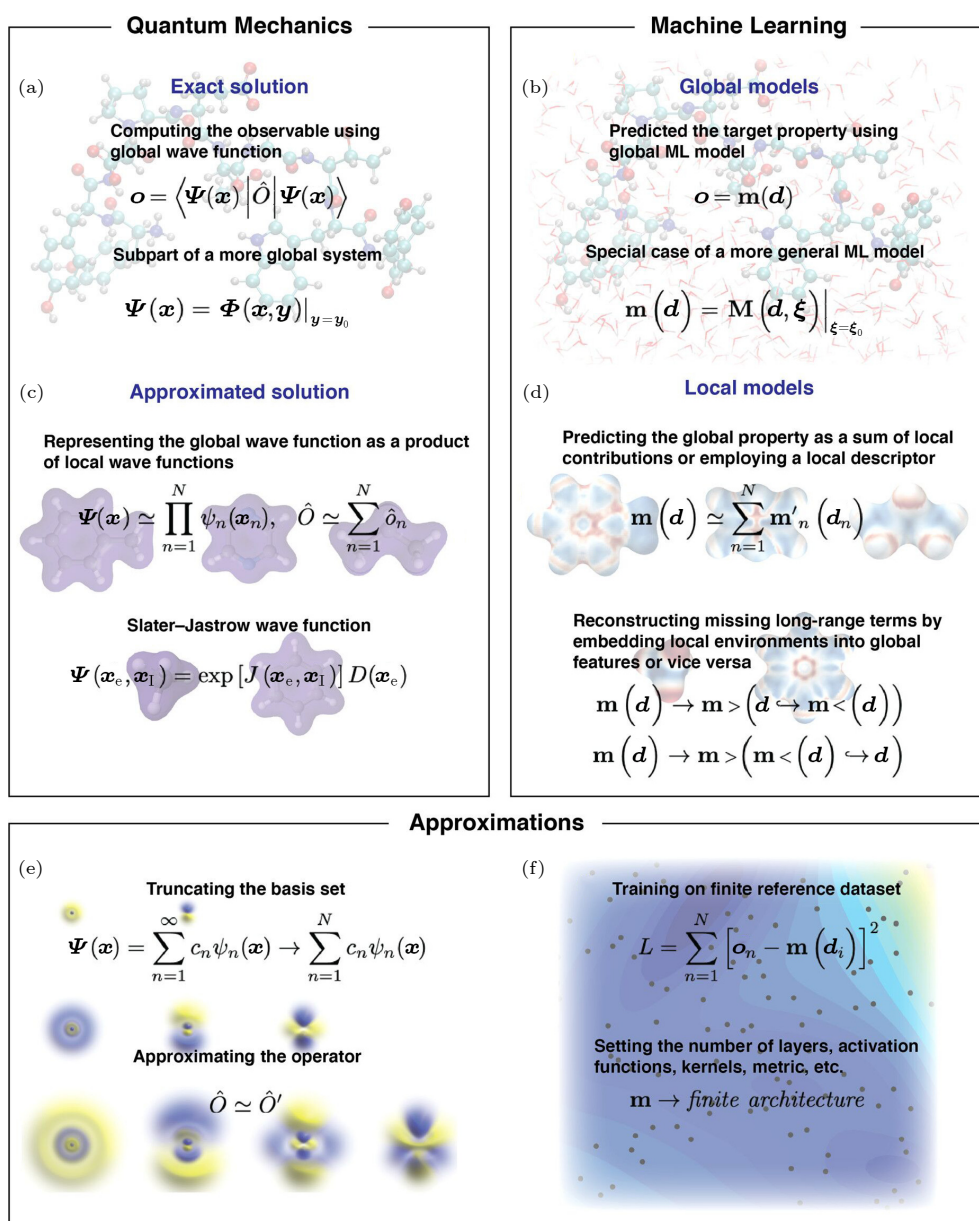 Quantum Mechanics
(a)
Exact solution
Computing the observable using
global wave function
𝒐 = ⟨𝜳(𝒙) |Ô| 𝜳(𝒙)⟩
Subpart of a more global system
𝜳(𝒙) = 𝜱(𝒙,𝒚)|_{𝒚=𝒚₀}
(c)
Approximated solution
Representing the global wave function as a product
of local wave functions
𝜳(𝒙) ≃ ∏_{n=1}^{N} ψₙ(𝒙ₙ), Ô ≃ ∑_{n=1}^{N} ôₙ
Slater–Jastrow wave function
𝜳(𝒙_e,𝒙_I) = exp [J(𝒙_e,𝒙_I)] D(𝒙_e)
Machine Learning
(b)
Global models
Predicted the target property using
global ML model
𝒐 = m(𝒅)
Special case of a more general ML model
m(𝒅) = M(𝒅,𝝃)|_{𝝃=𝝃₀}
(d)
Local models
Predicting the global property as a sum of local
contributions or employing a local descriptor
m(𝒅) ≃ ∑_{n=1}^{N} m'ₙ(𝒅ₙ)
Reconstructing missing long-range terms by
embedding local environments into global
features or vice versa
m(𝒅) → m>(𝒅 ↪ m<(𝒅))
m(𝒅) → m>(m<(𝒅) ↪ 𝒅)
Approximations
(e)
Truncating the basis set
𝜳(𝒙) = ∑_{n=1}^{∞} cₙψₙ(𝒙) → ∑_{n=1}^{N} cₙψₙ(𝒙)
Approximating the operator
Ô ≃ Ô′
(f)
Training on finite reference dataset
L = ∑_{n=1}^{N} [𝒐ₙ − m(𝒅ᵢ)]²
Setting the number of layers, activation
functions, kernels, metric, etc.
m → finite architecture